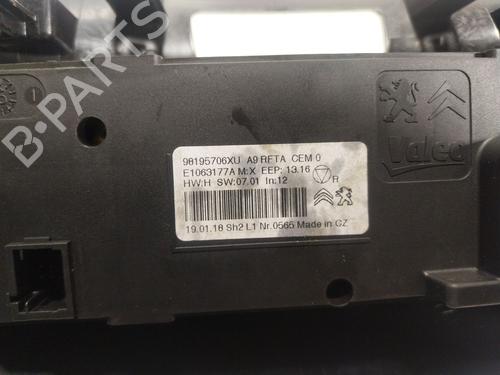 98195706XU A9 RFTA CEM 0
E1063177A M:X EEP: 13.16 R
HW:H SW:07.01 In:12
19.01.18 Sh2 L1 Nr.0565 Made in CZ
Valeo
B-PARTS